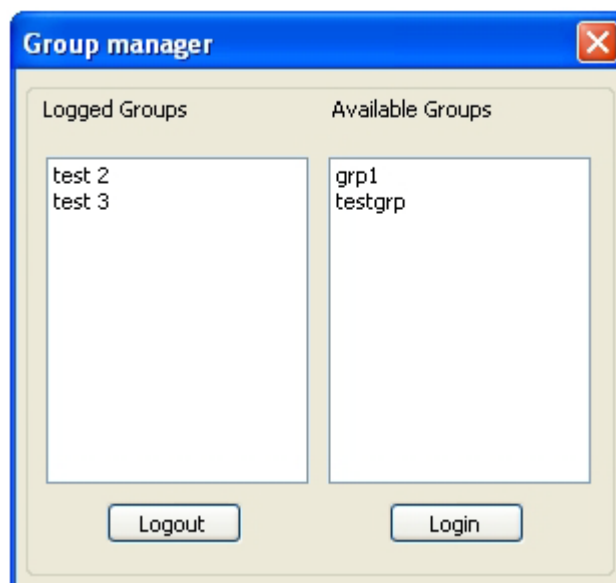 Group manager
Logged Groups
Available Groups
test 2
test 3
grp1
testgrp
Logout
Login